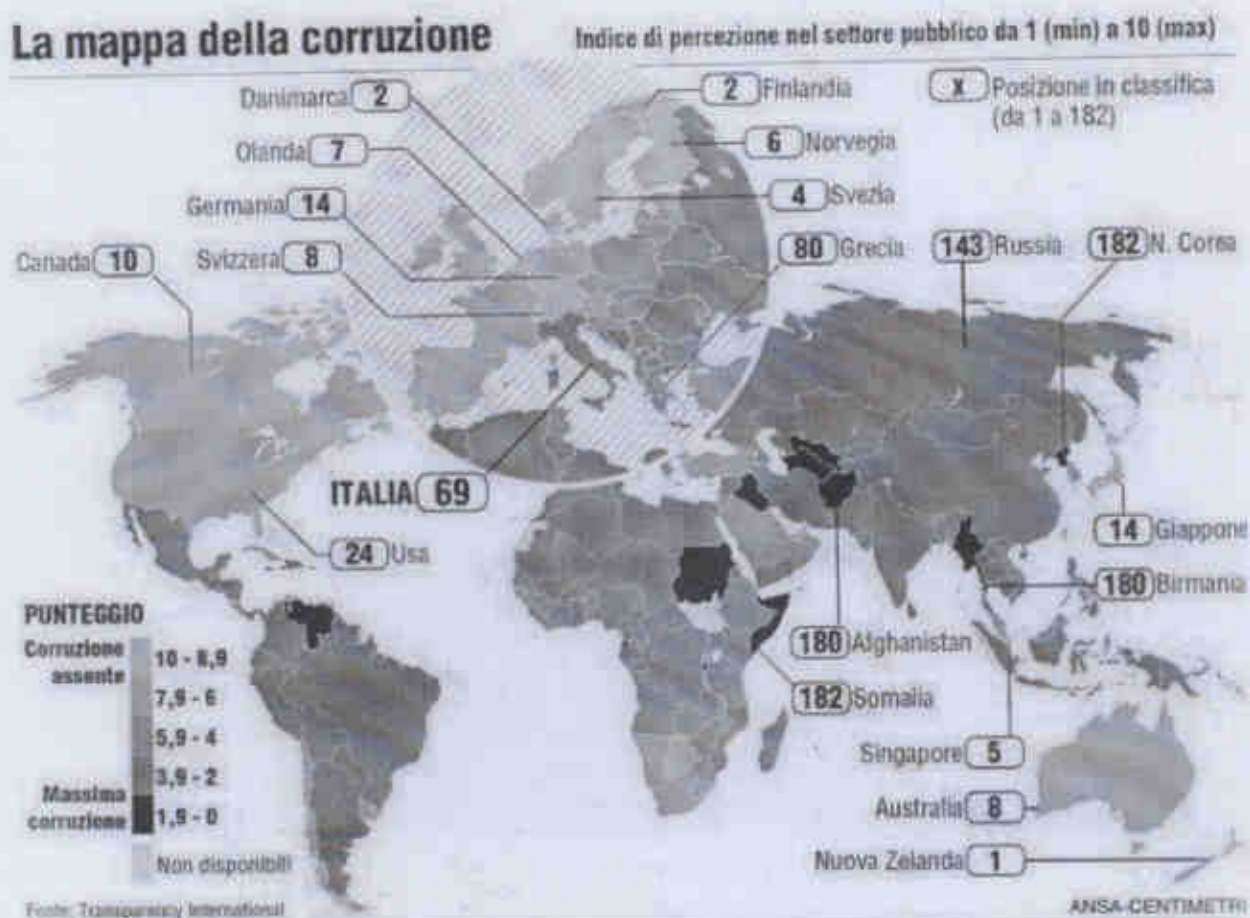 La mappa della corruzione
Indice di percezione nel settore pubblico da 1 (min) a 10 (max)
Danimarca 2
2 Finlandia
X Posizione in classifica
(da 1 a 182)
Olanda 7
6 Norvegia
Germania 14
4 Svezia
Canada 10
Svizzera 8
80 Grecia
143 Russia
182 N. Corea
ITALIA 69
24 Usa
14 Giappone
180 Birmania
180 Afghanistan
182 Somalia
Singapore 5
Australia 8
Nuova Zelanda 1
PUNTEGGIO
Corruzione
assente
10 - 8,9
7,9 - 6
5,9 - 4
3,9 - 2
Massima
corruzione
1,9 - 0
Non disponibili
Fonte: Transparency International
ANSA-CENTIMETRI